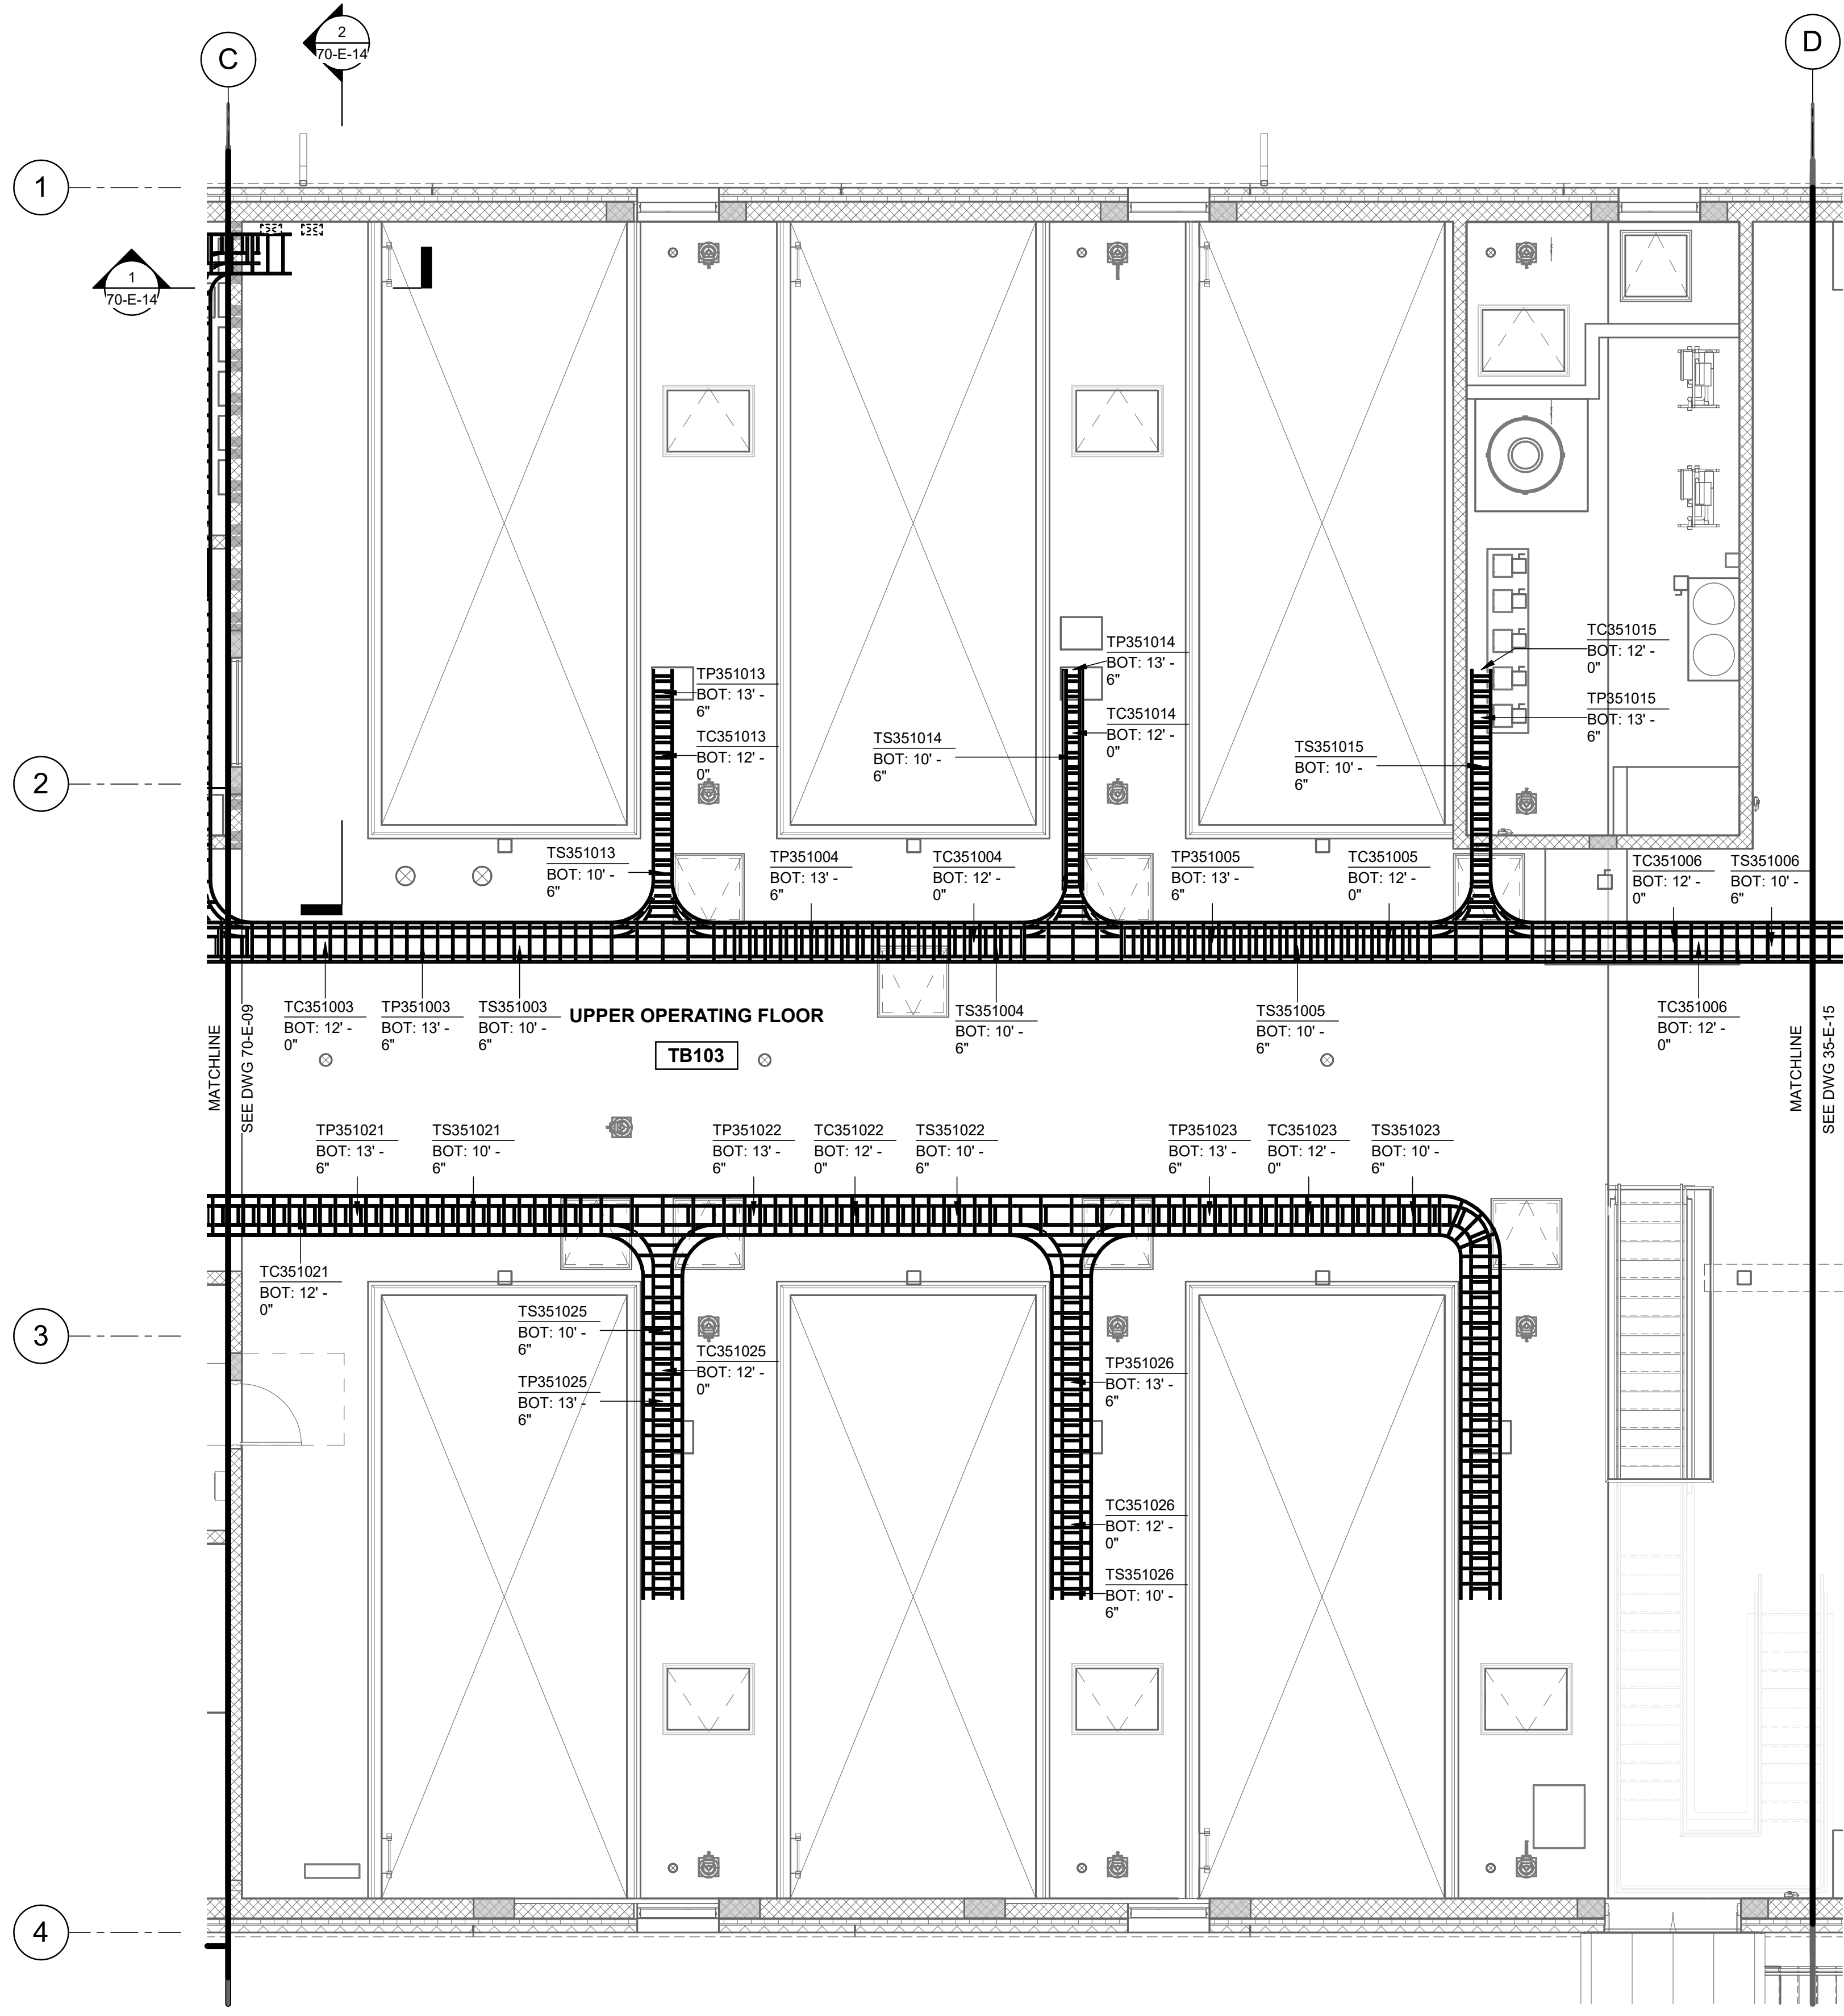 2
70-E-14
C
D
1
1
70-E-14
TC351015
BOT: 12' -
0"
TP351014
BOT: 13' -
6"
TP351013
BOT: 13' -
6"
TP351015
BOT: 13' -
6"
TC351014
BOT: 12' -
0"
TC351013
BOT: 12' -
0"
TS351014
BOT: 10' -
6"
TS351015
BOT: 10' -
6"
2
TS351013
BOT: 10' -
6"
TP351004
BOT: 13' -
6"
TC351004
BOT: 12' -
0"
TP351005
BOT: 13' -
6"
TC351005
BOT: 12' -
0"
TC351006
BOT: 12' -
0"
TS351006
BOT: 10' -
6"
TC351003
BOT: 12' -
0"
TP351003
BOT: 13' -
6"
TS351003
BOT: 10' -
6"
UPPER OPERATING FLOOR
TB103
TS351004
BOT: 10' -
6"
TS351005
BOT: 10' -
6"
TC351006
BOT: 12' -
0"
MATCHLINE
SEE DWG 70-E-09
MATCHLINE
SEE DWG 35-E-15
TP351021
BOT: 13' -
6"
TS351021
BOT: 10' -
6"
TP351022
BOT: 13' -
6"
TC351022
BOT: 12' -
0"
TS351022
BOT: 10' -
6"
TP351023
BOT: 13' -
6"
TC351023
BOT: 12' -
0"
TS351023
BOT: 10' -
6"
TC351021
BOT: 12' -
0"
3
TS351025
BOT: 10' -
6"
TC351025
BOT: 12' -
0"
TP351025
BOT: 13' -
6"
TP351026
BOT: 13' -
6"
TC351026
BOT: 12' -
0"
TS351026
BOT: 10' -
6"
4